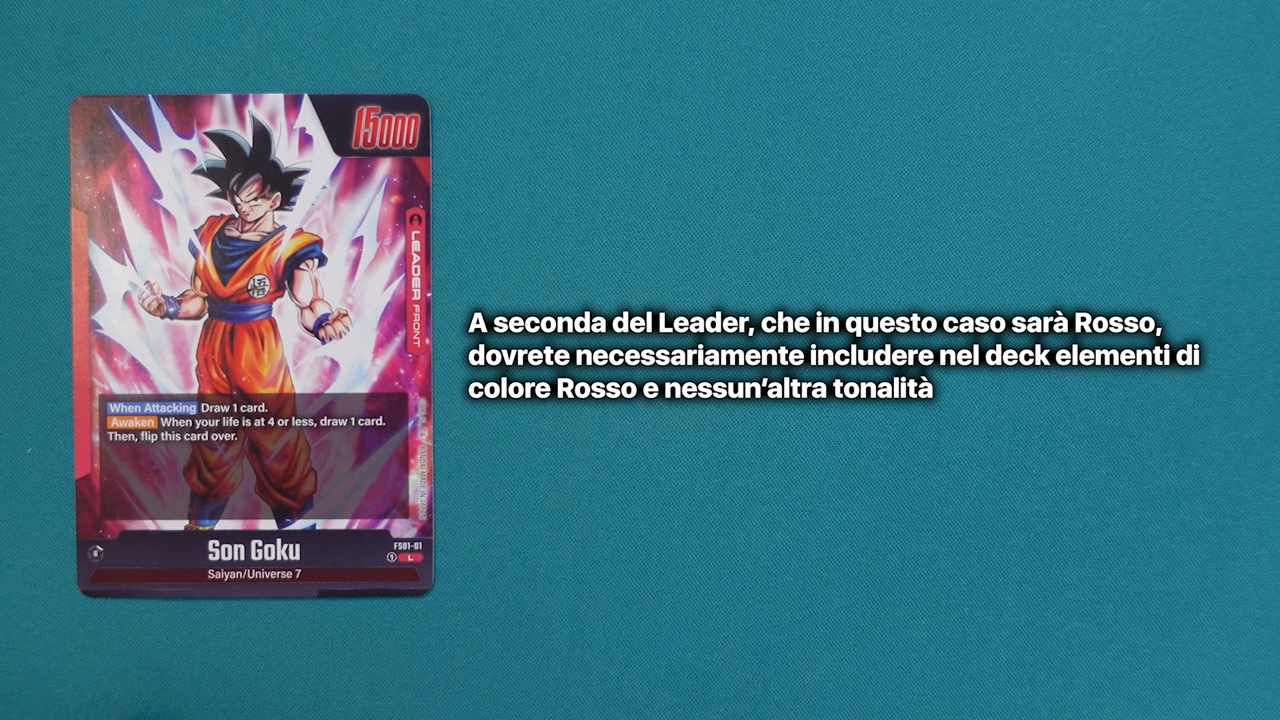 15000
LEADER FRONT
A seconda del Leader, che in questo caso sarà Rosso,
dovrete necessariamente includere nel deck elementi di
colore Rosso e nessun'altra tonalità
When Attacking Draw 1 card.
Awaken When your life is at 4 or less, draw 1 card.
Then, flip this card over.
悟
Son Goku
FS01-01
R
1 L
Saiyan/Universe 7